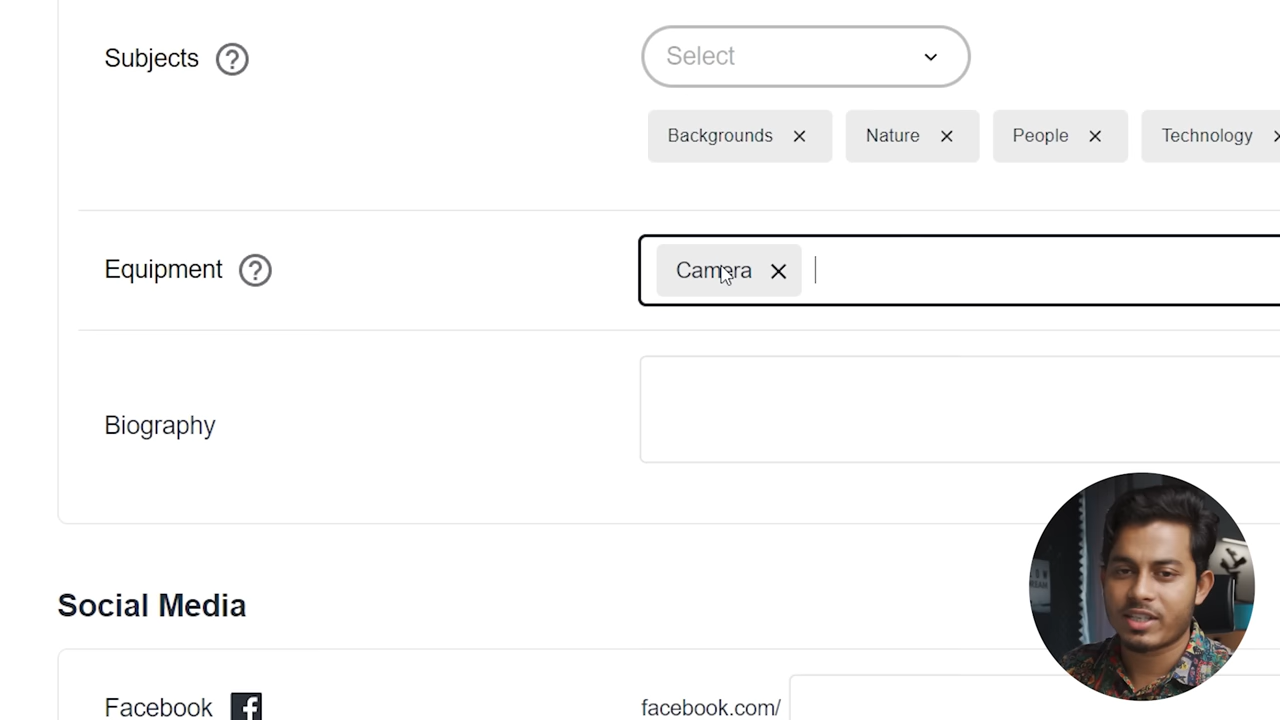 Subjects ?
Select
Backgrounds × Nature × People × Technology ×
Equipment ?
Camera ×
Biography
Social Media
Facebook f
facebook.com/